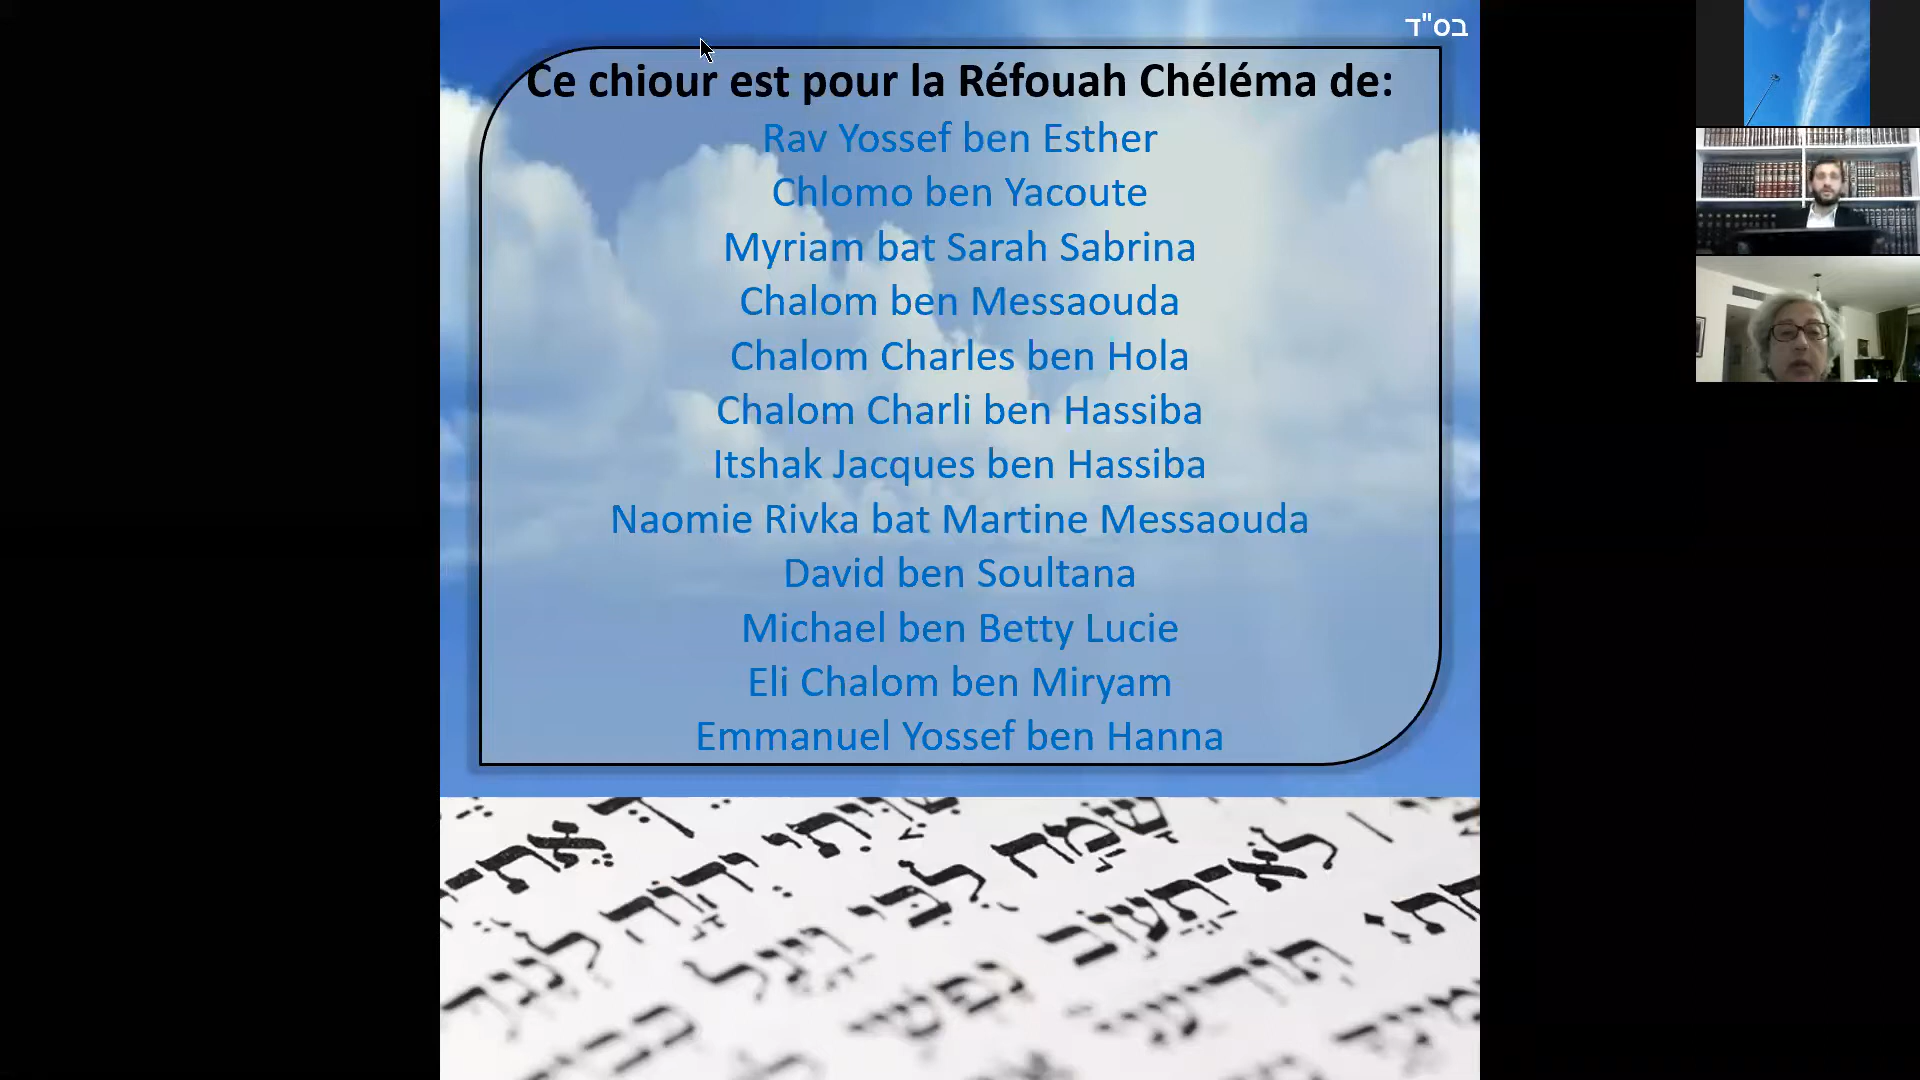 בס"ד
Ce chiour est pour la Réfouah Chéléma de:
Rav Yossef ben Esther
Chlomo ben Yacoute
Myriam bat Sarah Sabrina
Chalom ben Messaouda
Chalom Charles ben Hola
Chalom Charli ben Hassiba
Itshak Jacques ben Hassiba
Naomie Rivka bat Martine Messaouda
David ben Soultana
Michael ben Betty Lucie
Eli Chalom ben Miryam
Emmanuel Yossef ben Hanna